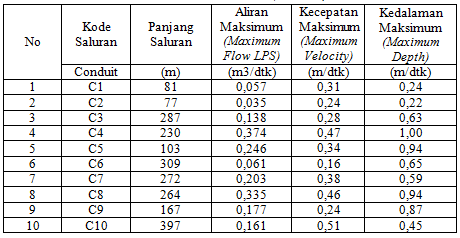 No Kode Saluran Panjang Saluran Aliran Maksimum (Maximum Flow LPS) Kecepatan Maksimum (Maximum Velocity) Kedalaman Maksimum (Maximum Depth)
Conduit (m) (m3/dtk) (m/dtk) (m/dtk)
1 C1 81 0,057 0,31 0,24
2 C2 77 0,035 0,24 0,22
3 C3 287 0,138 0,28 0,63
4 C4 230 0,374 0,47 1,00
5 C5 103 0,246 0,34 0,94
6 C6 309 0,061 0,16 0,65
7 C7 272 0,203 0,38 0,59
8 C8 264 0,335 0,46 0,94
9 C9 167 0,177 0,24 0,87
10 C10 397 0,161 0,51 0,45